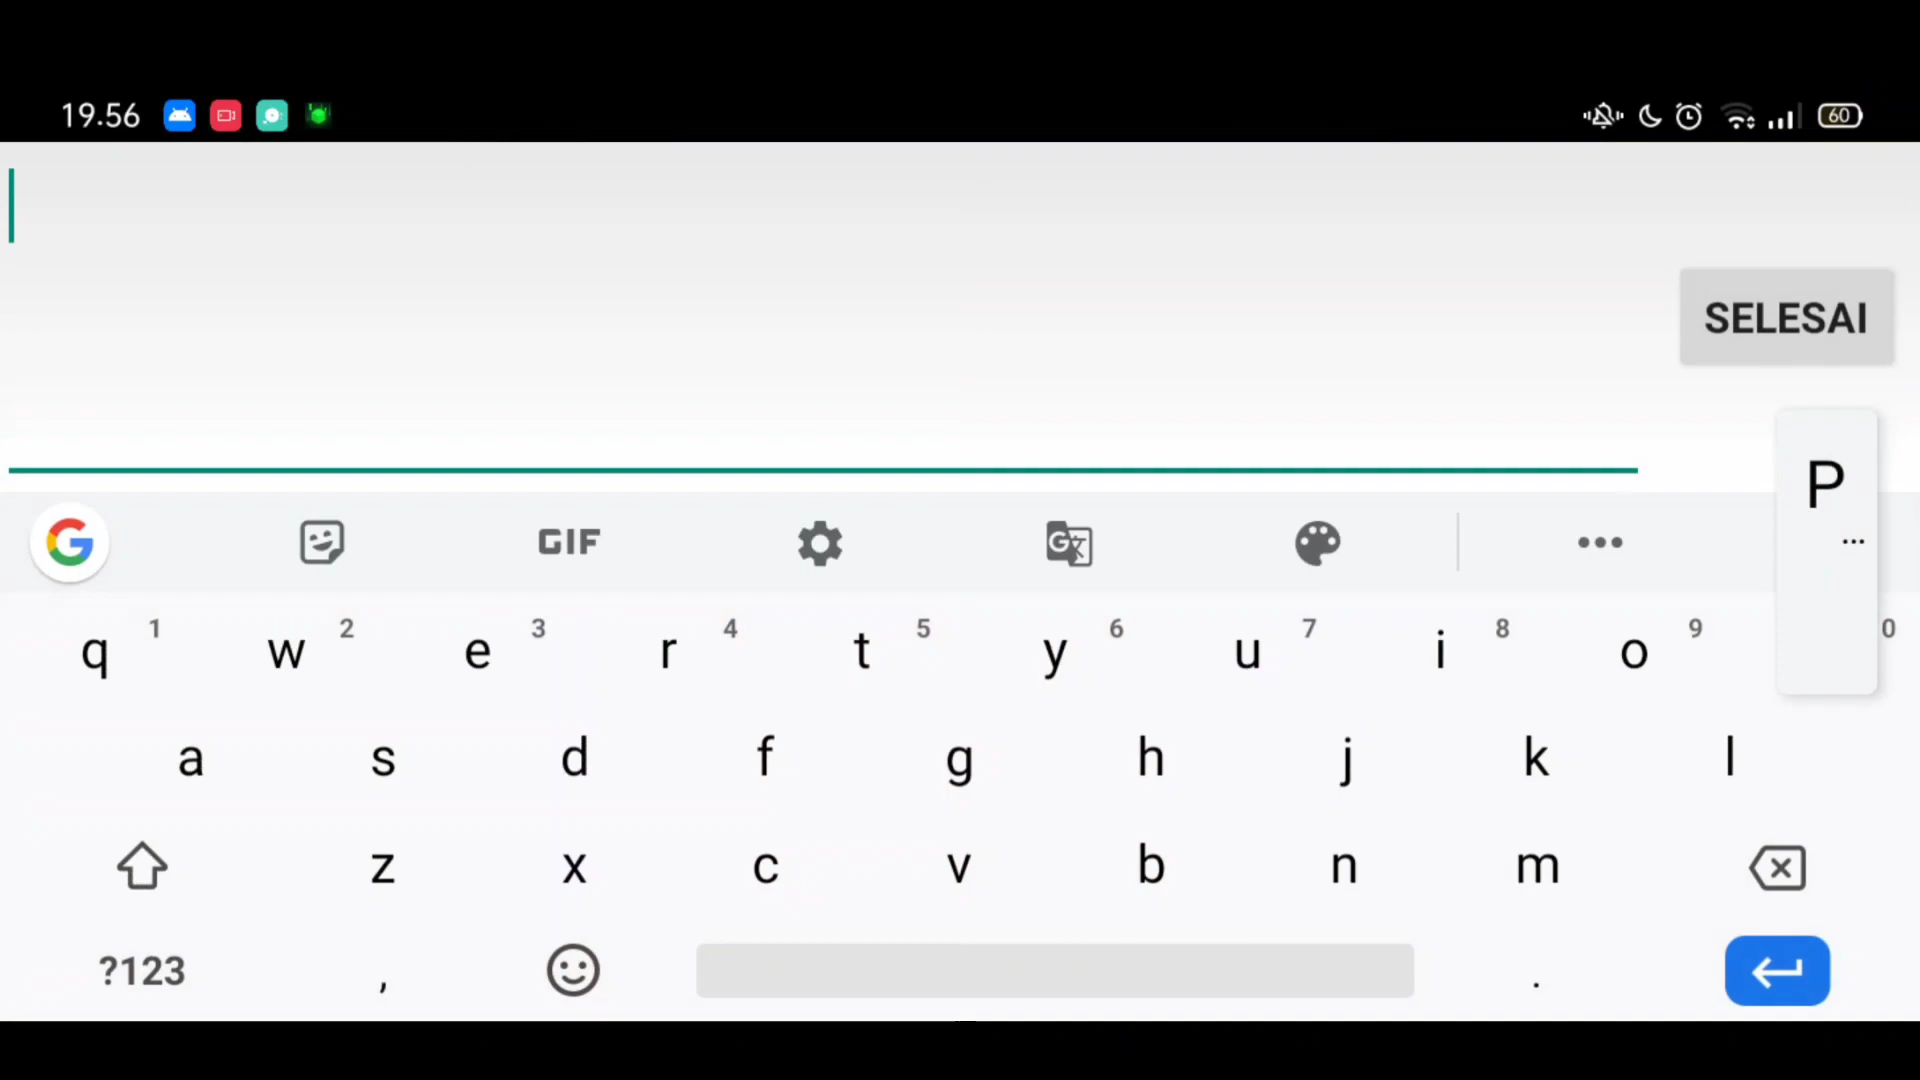 19.56 60
SELESAI
P
...
GIF
1 2 3 4 5 6 7 8 9 0
q w e r t y u i o
a s d f g h j k l
z x c v b n m
?123 , .